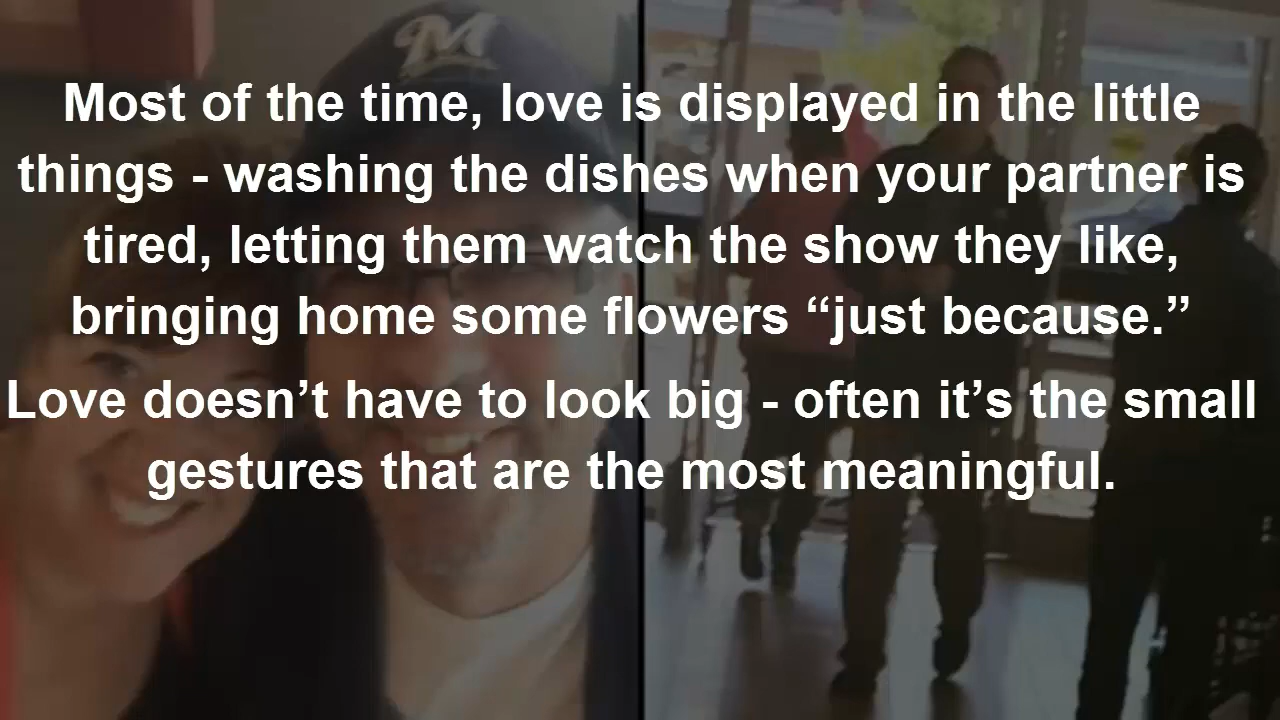 M
Most of the time, love is displayed in the little
things - washing the dishes when your partner is
tired, letting them watch the show they like,
bringing home some flowers “just because.”
Love doesn’t have to look big - often it’s the small
gestures that are the most meaningful.